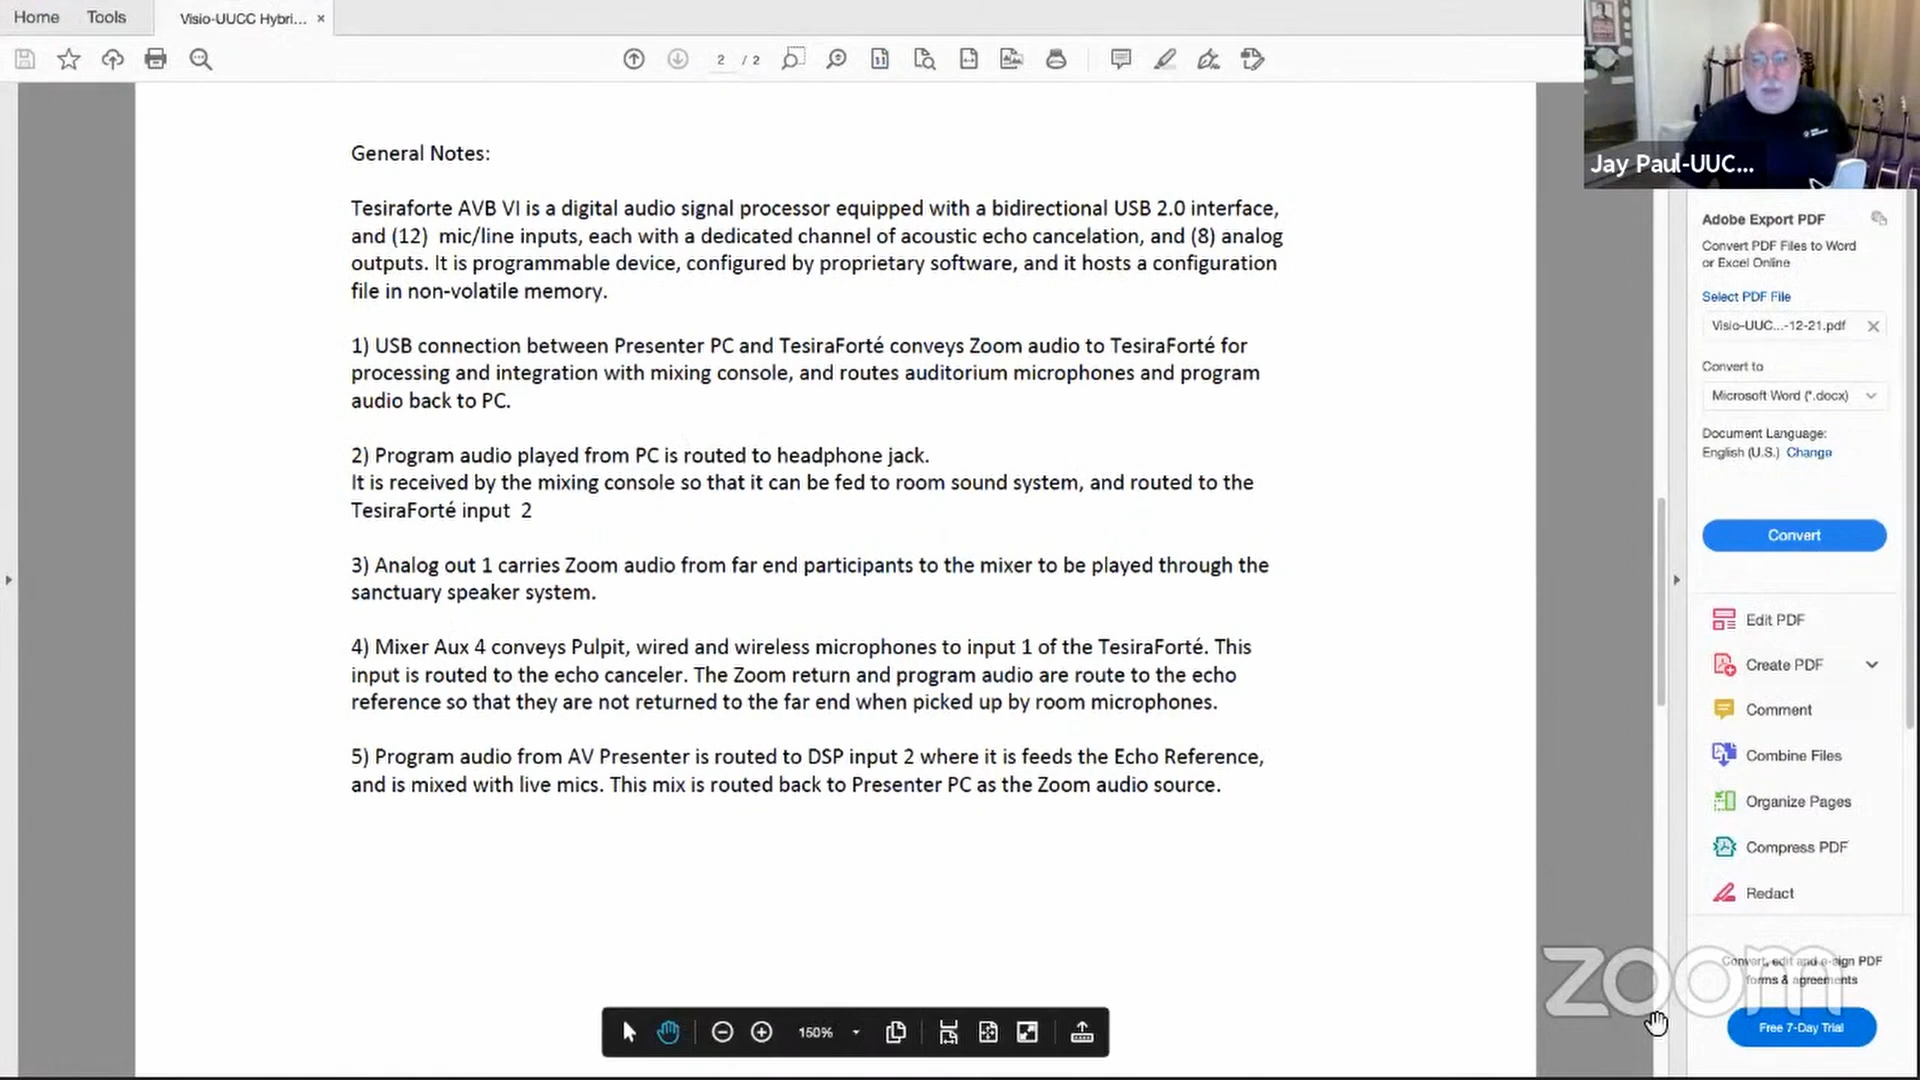 Home Tools Visio-UUCC Hybri... ×
2 / 2
Jay Paul-UUC...
General Notes:
Tesiraforte AVB VI is a digital audio signal processor equipped with a bidirectional USB 2.0 interface,
and (12) mic/line inputs, each with a dedicated channel of acoustic echo cancelation, and (8) analog
outputs. It is programmable device, configured by proprietary software, and it hosts a configuration
file in non-volatile memory.
1) USB connection between Presenter PC and TesiraForté conveys Zoom audio to TesiraForté for
processing and integration with mixing console, and routes auditorium microphones and program
audio back to PC.
2) Program audio played from PC is routed to headphone jack.
It is received by the mixing console so that it can be fed to room sound system, and routed to the
TesiraForté input 2
3) Analog out 1 carries Zoom audio from far end participants to the mixer to be played through the
sanctuary speaker system.
4) Mixer Aux 4 conveys Pulpit, wired and wireless microphones to input 1 of the TesiraForté. This
input is routed to the echo canceler. The Zoom return and program audio are route to the echo
reference so that they are not returned to the far end when picked up by room microphones.
5) Program audio from AV Presenter is routed to DSP input 2 where it is feeds the Echo Reference,
and is mixed with live mics. This mix is routed back to Presenter PC as the Zoom audio source.
150%
Adobe Export PDF
Convert PDF Files to Word
or Excel Online
Select PDF File
Visio-UUC...-12-21.pdf
Convert to
Microsoft Word (*.docx)
Document Language:
English (U.S.) Change
Convert
Edit PDF
Create PDF
Comment
Combine Files
Organize Pages
Compress PDF
Redact
Convert, edit and e-sign PDF
forms & agreements
zoom
Free 7-Day Trial